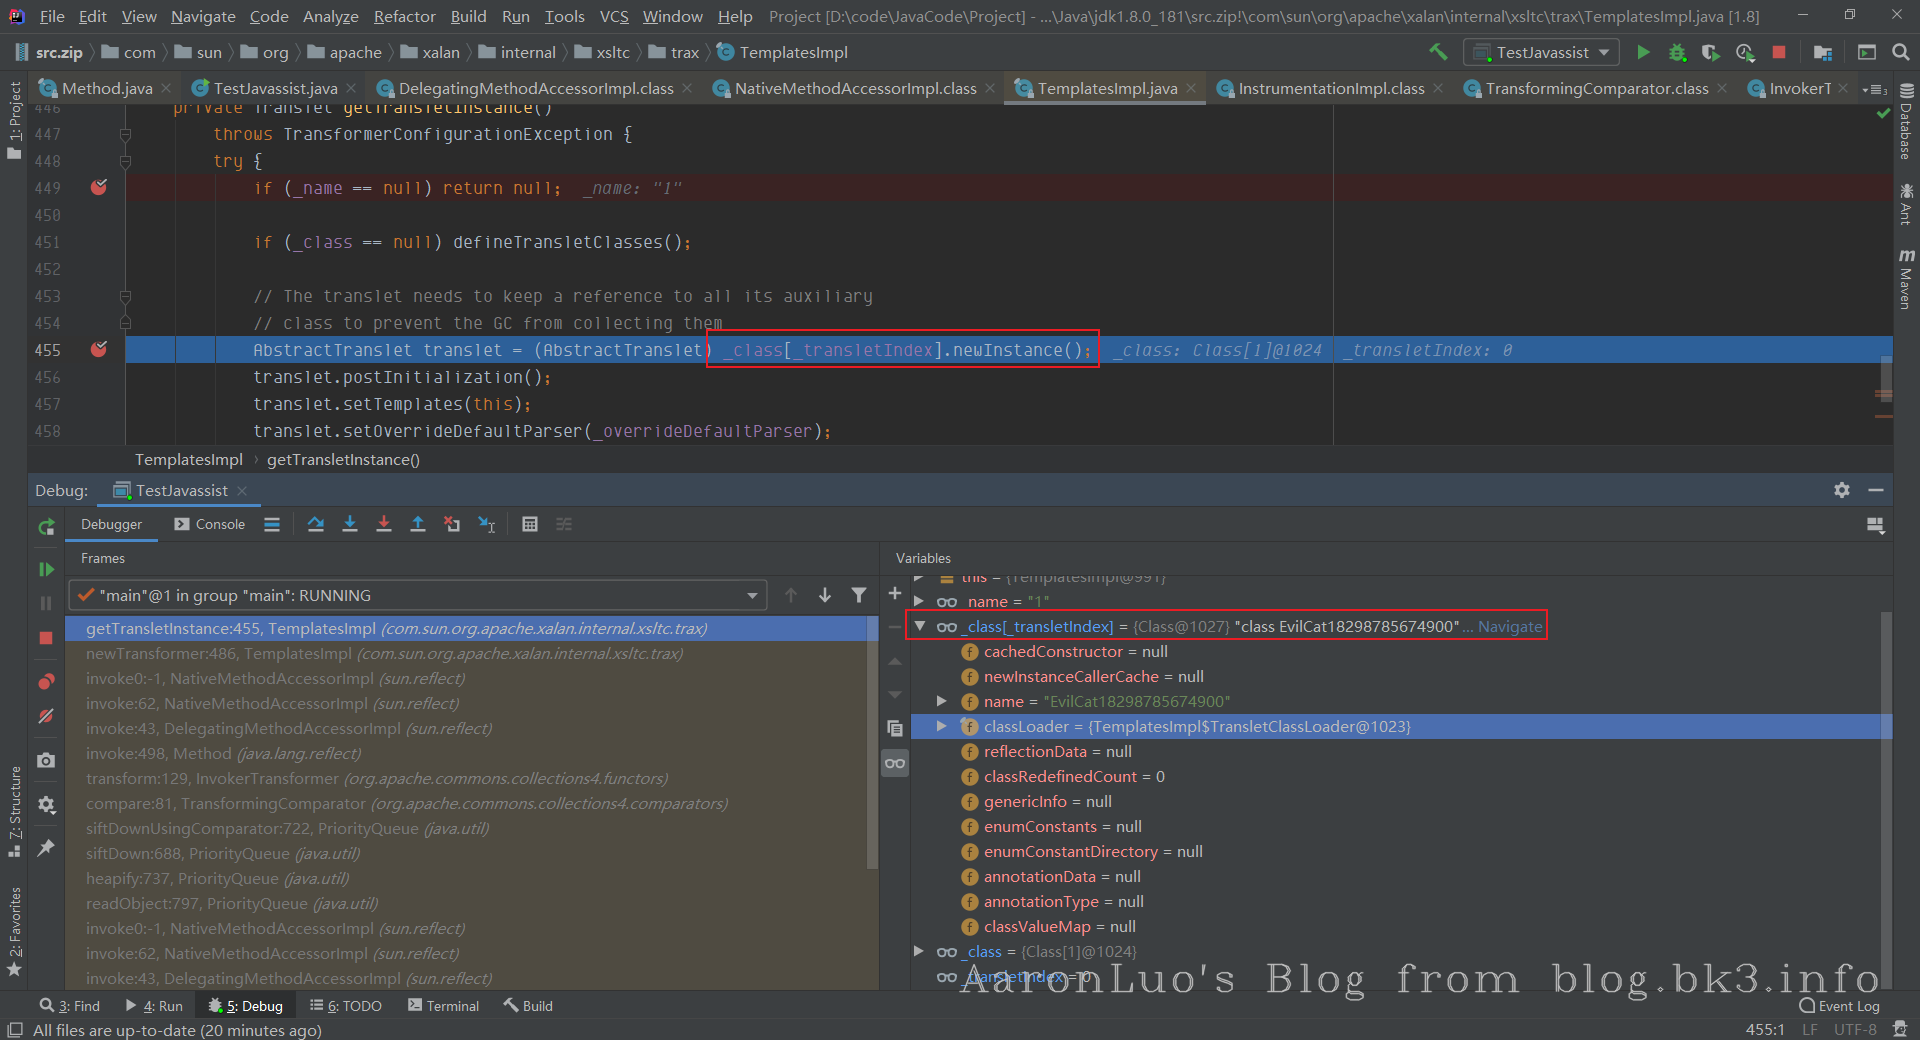 File Edit View Navigate Code Analyze Refactor Build Run Tools VCS Window Help Project [D:\code\JavaCode\Project] - ...\Java\jdk1.8.0_181\src.zip!\com\sun\org\apache\xalan\internal\xsltc\trax\TemplatesImpl.java [1.8]
src.zip com sun org apache xalan internal xsltc trax TemplatesImpl TestJavassist
Method.java TestJavassist.java DelegatingMethodAccessorImpl.class NativeMethodAccessorImpl.class TemplatesImpl.java InstrumentationImpl.class TransformingComparator.class InvokerT
1: Project
446 private Translet getTransletInstance()
447 throws TransformerConfigurationException {
448 try {
449 if (_name == null) return null; _name: "1"
450
451 if (_class == null) defineTransletClasses();
452
453 // The translet needs to keep a reference to all its auxiliary
454 // class to prevent the GC from collecting them
455 AbstractTranslet translet = (AbstractTranslet) _class[_transletIndex].newInstance(); _class: Class[1]@1024 _transletIndex: 0
456 translet.postInitialization();
457 translet.setTemplates(this);
458 translet.setOverrideDefaultParser(_overrideDefaultParser);
Database
Ant
Maven
TemplatesImpl getTransletInstance()
Debug: TestJavassist
Debugger Console
Frames
"main"@1 in group "main": RUNNING
getTransletInstance:455, TemplatesImpl (com.sun.org.apache.xalan.internal.xsltc.trax)
newTransformer:486, TemplatesImpl (com.sun.org.apache.xalan.internal.xsltc.trax)
invoke0:-1, NativeMethodAccessorImpl (sun.reflect)
invoke:62, NativeMethodAccessorImpl (sun.reflect)
invoke:43, DelegatingMethodAccessorImpl (sun.reflect)
invoke:498, Method (java.lang.reflect)
transform:129, InvokerTransformer (org.apache.commons.collections4.functors)
compare:81, TransformingComparator (org.apache.commons.collections4.comparators)
siftDownUsingComparator:722, PriorityQueue (java.util)
siftDown:688, PriorityQueue (java.util)
heapify:737, PriorityQueue (java.util)
readObject:797, PriorityQueue (java.util)
invoke0:-1, NativeMethodAccessorImpl (sun.reflect)
invoke:62, NativeMethodAccessorImpl (sun.reflect)
invoke:43, DelegatingMethodAccessorImpl (sun.reflect)
Variables
this = {TemplatesImpl@991}
_name = "1"
_class[_transletIndex] = {Class@1027} "class EvilCat18298785674900"... Navigate
cachedConstructor = null
newInstanceCallerCache = null
name = "EvilCat18298785674900"
classLoader = {TemplatesImpl$TransletClassLoader@1023}
reflectionData = null
classRedefinedCount = 0
genericInfo = null
enumConstants = null
enumConstantDirectory = null
annotationData = null
annotationType = null
classValueMap = null
_class = {Class[1]@1024}
_transletIndex = 0
AaronLuo's Blog from blog.bk3.info
7: Structure
2: Favorites
3: Find 4: Run 5: Debug 6: TODO Terminal Build Event Log
All files are up-to-date (20 minutes ago) 455:1 LF UTF-8